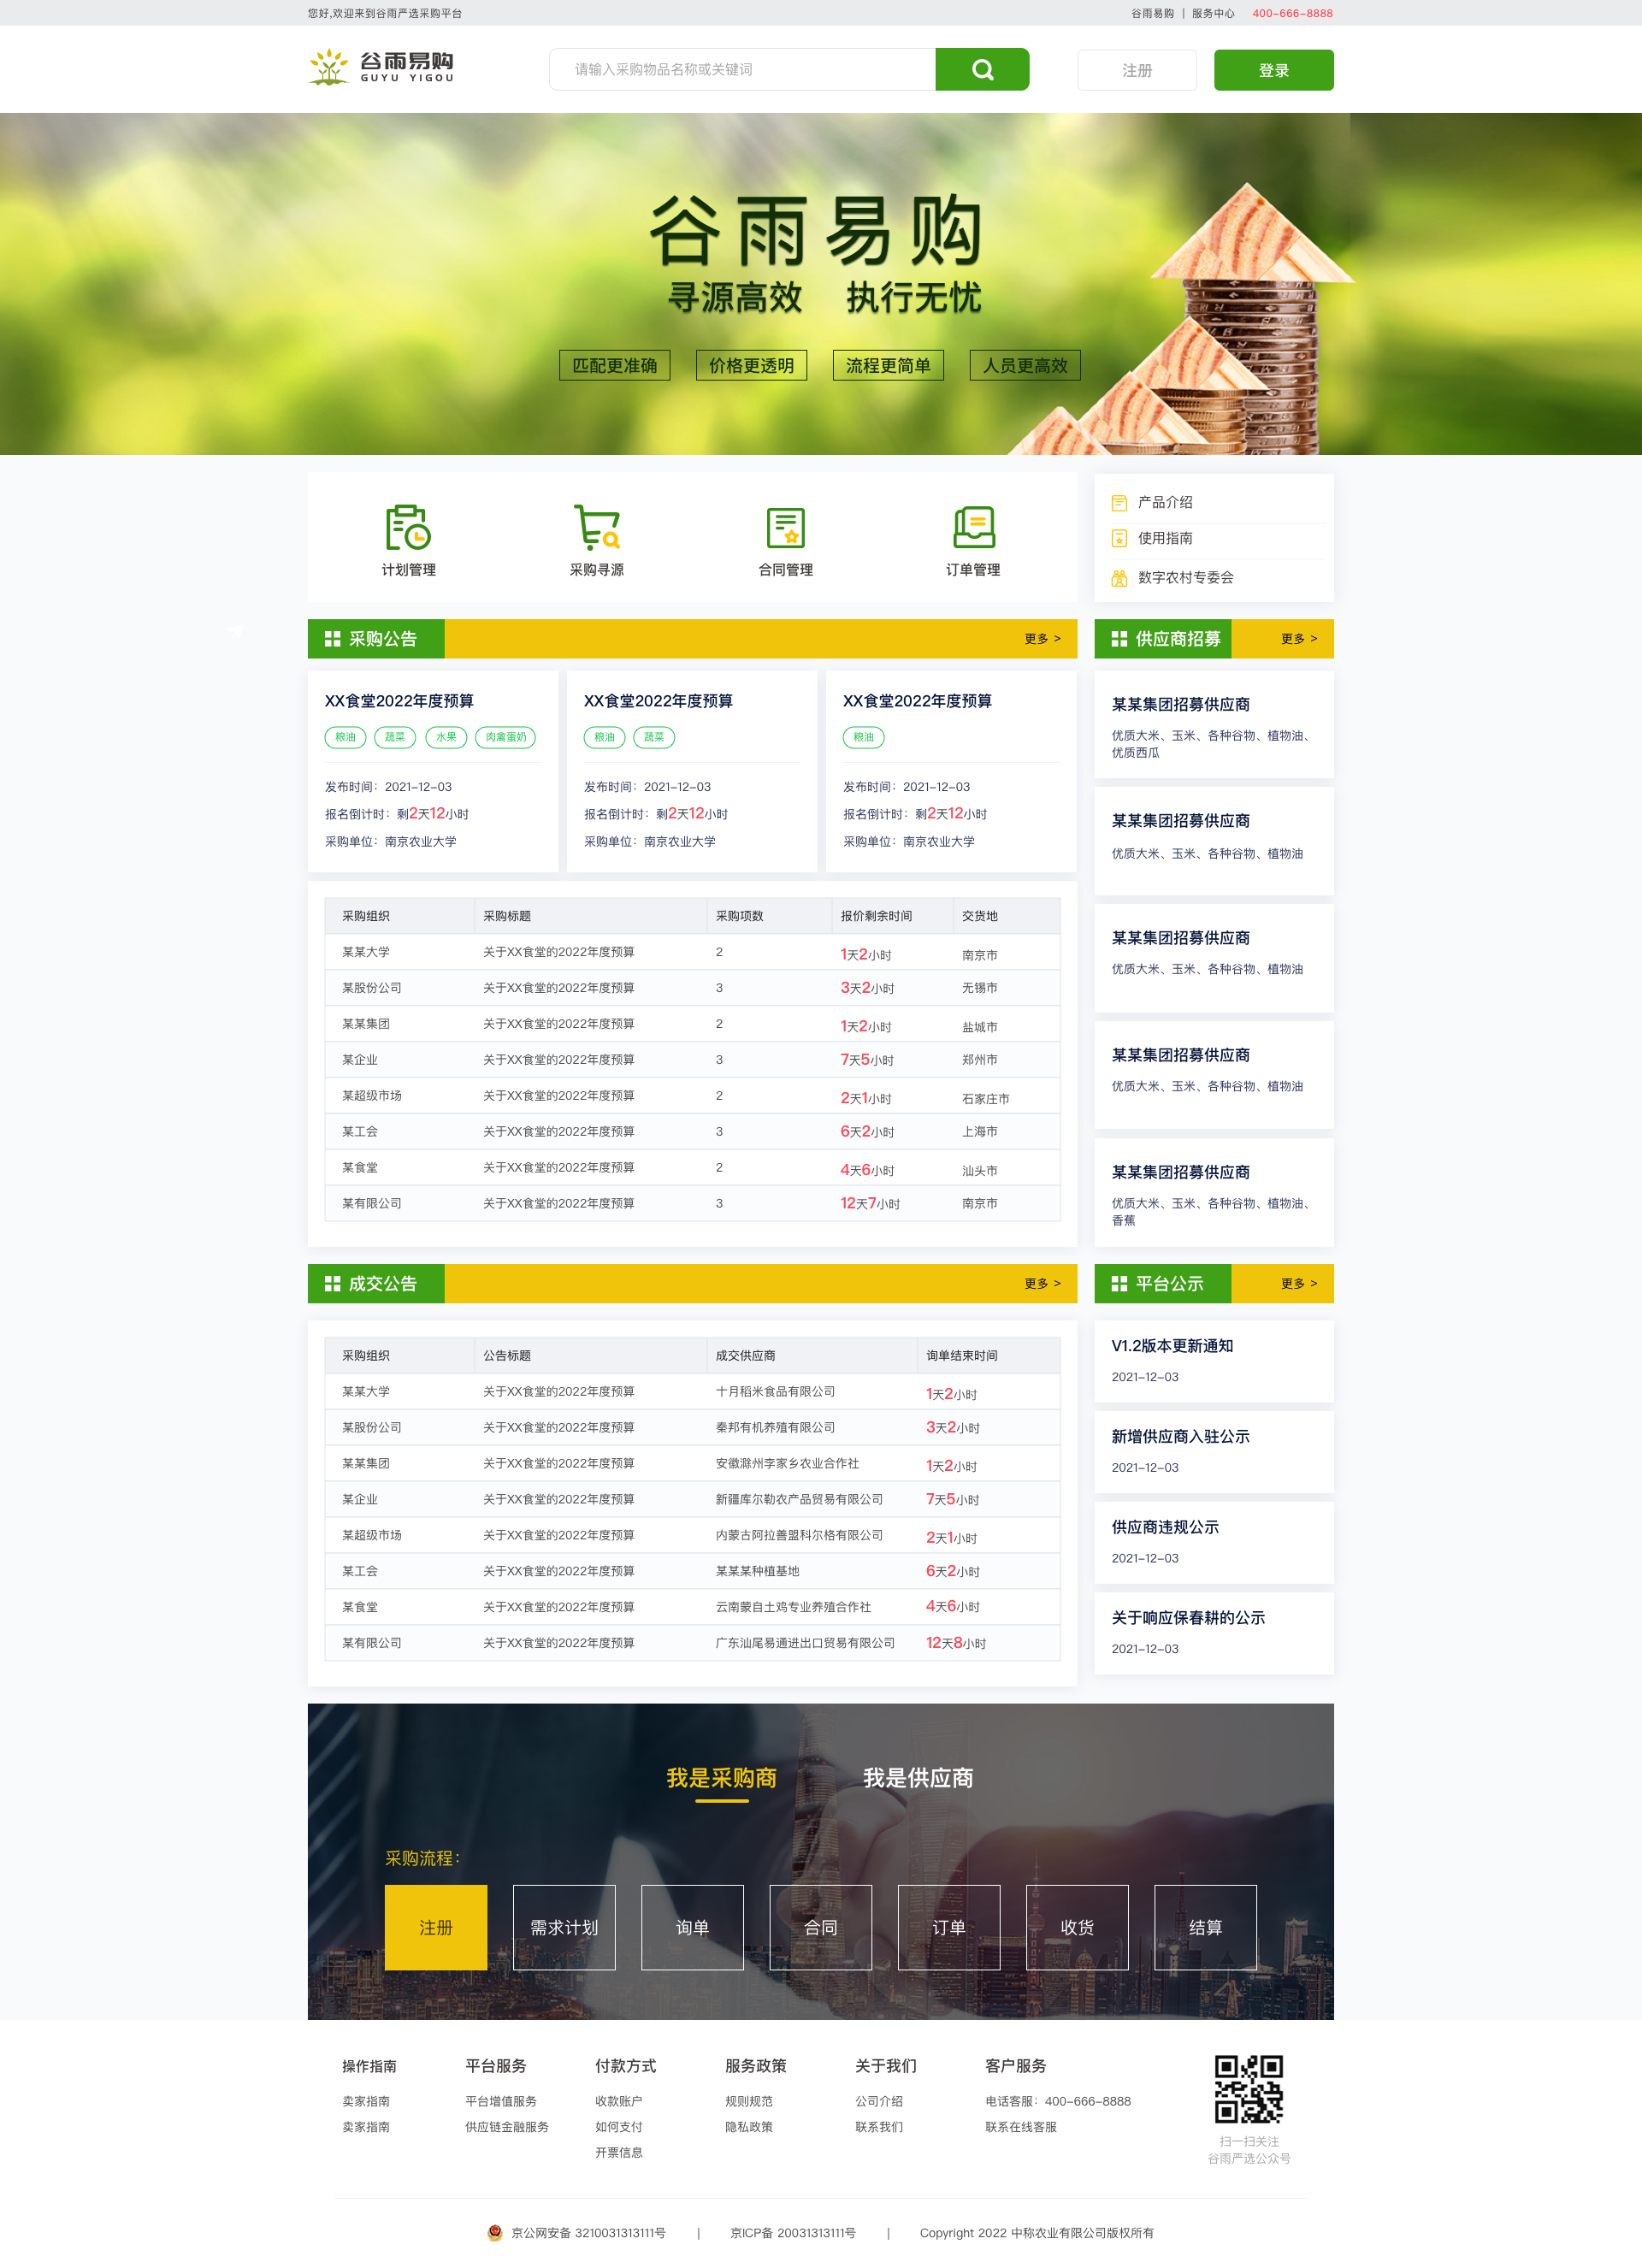 您好,欢迎来到谷雨严选采购平台
谷雨易购 | 服务中心 400-666-8888
谷雨易购
GUYU YIGOU
请输入采购物品名称或关键词
注册
登录
谷雨易购
寻源高效 执行无忧
匹配更准确 价格更透明 流程更简单 人员更高效
计划管理 采购寻源 合同管理 订单管理
产品介绍
使用指南
数字农村专委会
采购公告 更多 >
XX食堂2022年度预算
粮油 蔬菜 水果 肉禽蛋奶
发布时间：2021-12-03
报名倒计时：剩2天12小时
采购单位：南京农业大学
XX食堂2022年度预算
粮油 蔬菜
发布时间：2021-12-03
报名倒计时：剩2天12小时
采购单位：南京农业大学
XX食堂2022年度预算
粮油
发布时间：2021-12-03
报名倒计时：剩2天12小时
采购单位：南京农业大学
采购组织 采购标题 采购项数 报价剩余时间 交货地
某某大学 关于XX食堂的2022年度预算 2 1天2小时 南京市
某股份公司 关于XX食堂的2022年度预算 3 3天2小时 无锡市
某某集团 关于XX食堂的2022年度预算 2 1天2小时 盐城市
某企业 关于XX食堂的2022年度预算 3 7天5小时 郑州市
某超级市场 关于XX食堂的2022年度预算 2 2天1小时 石家庄市
某工会 关于XX食堂的2022年度预算 3 6天2小时 上海市
某食堂 关于XX食堂的2022年度预算 2 4天6小时 汕头市
某有限公司 关于XX食堂的2022年度预算 3 12天7小时 南京市
供应商招募 更多 >
某某集团招募供应商
优质大米、玉米、各种谷物、植物油、
优质西瓜
某某集团招募供应商
优质大米、玉米、各种谷物、植物油
某某集团招募供应商
优质大米、玉米、各种谷物、植物油
某某集团招募供应商
优质大米、玉米、各种谷物、植物油
某某集团招募供应商
优质大米、玉米、各种谷物、植物油、
香蕉
成交公告 更多 >
采购组织 公告标题 成交供应商 询单结束时间
某某大学 关于XX食堂的2022年度预算 十月稻米食品有限公司 1天2小时
某股份公司 关于XX食堂的2022年度预算 秦邦有机养殖有限公司 3天2小时
某某集团 关于XX食堂的2022年度预算 安徽滁州李家乡农业合作社 1天2小时
某企业 关于XX食堂的2022年度预算 新疆库尔勒农产品贸易有限公司 7天5小时
某超级市场 关于XX食堂的2022年度预算 内蒙古阿拉善盟科尔格有限公司 2天1小时
某工会 关于XX食堂的2022年度预算 某某某种植基地 6天2小时
某食堂 关于XX食堂的2022年度预算 云南蒙自土鸡专业养殖合作社 4天6小时
某有限公司 关于XX食堂的2022年度预算 广东汕尾易通进出口贸易有限公司 12天8小时
平台公示 更多 >
V1.2版本更新通知
2021-12-03
新增供应商入驻公示
2021-12-03
供应商违规公示
2021-12-03
关于响应保春耕的公示
2021-12-03
我是采购商 我是供应商
采购流程：
注册 需求计划 询单 合同 订单 收货 结算
操作指南 平台服务 付款方式 服务政策 关于我们 客户服务
卖家指南 平台增值服务 收款账户 规则规范 公司介绍 电话客服：400-666-8888
卖家指南 供应链金融服务 如何支付 隐私政策 联系我们 联系在线客服
开票信息
扫一扫关注
谷雨严选公众号
京公网安备 3210031313111号 | 京ICP备 20031313111号 | Copyright 2022 中称农业有限公司版权所有